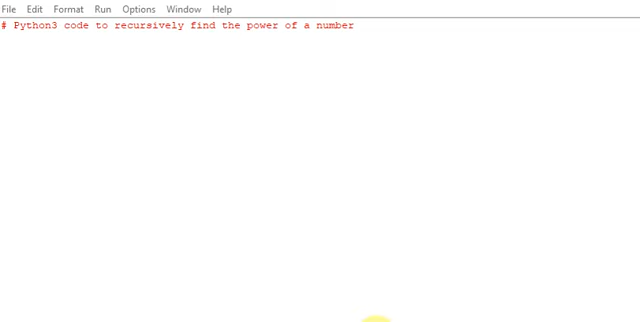 File Edit Format Run Options Window Help
# Python3 code to recursively find the power of a number